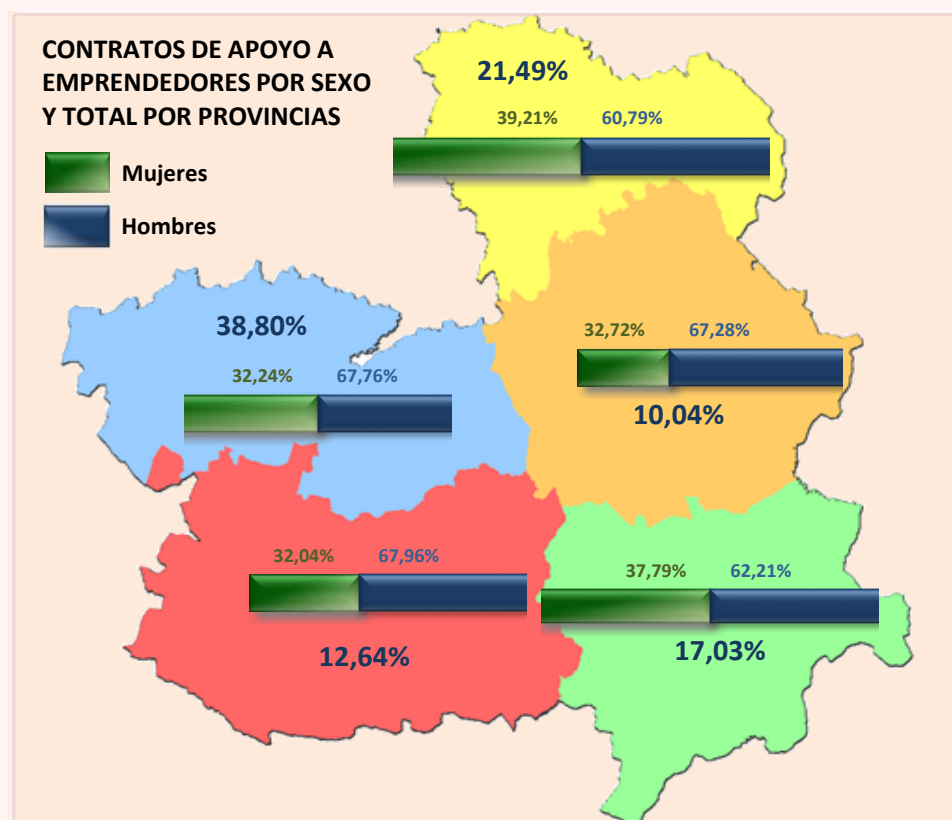 CONTRATOS DE APOYO A
EMPRENDEDORES POR SEXO
Y TOTAL POR PROVINCIAS
Mujeres
Hombres
21,49%
39,21% 60,79%
38,80%
32,24% 67,76%
32,72% 67,28%
10,04%
32,04% 67,96%
12,64%
37,79% 62,21%
17,03%